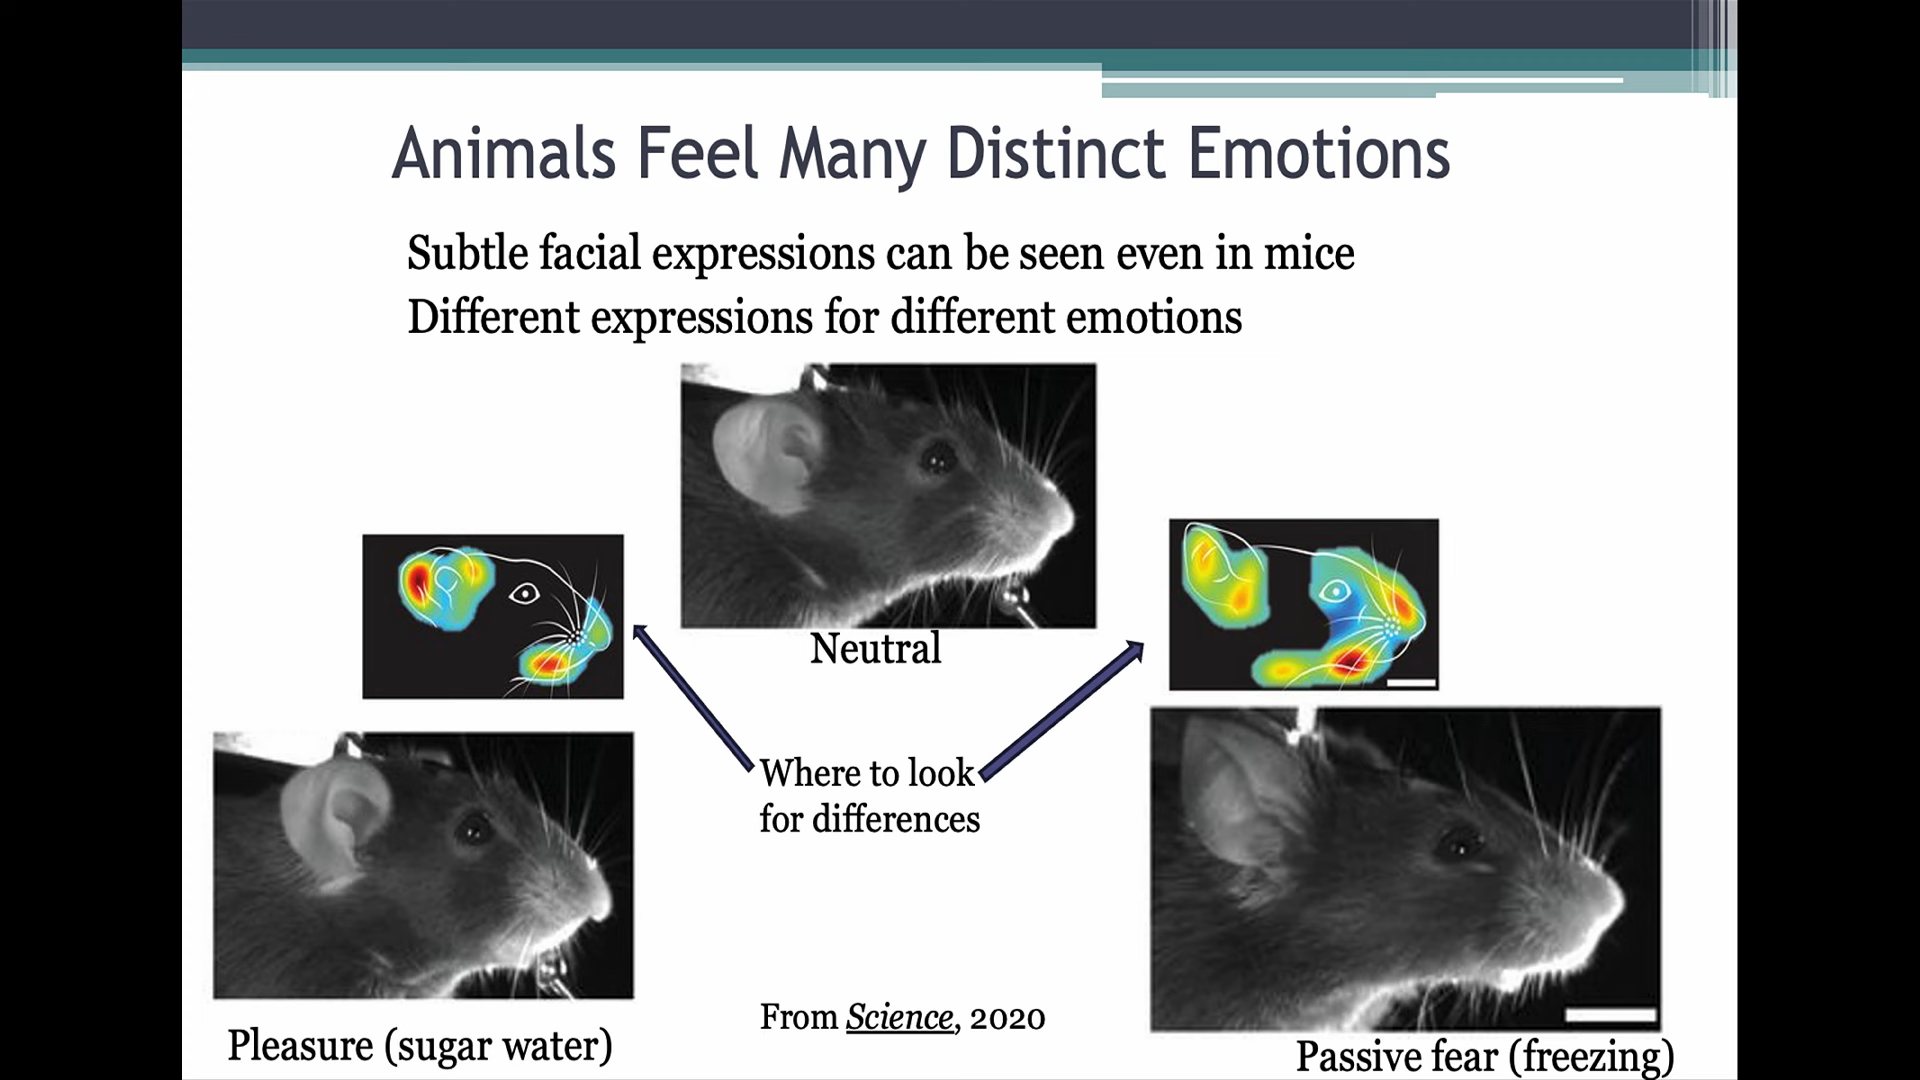 Animals Feel Many Distinct Emotions
Subtle facial expressions can be seen even in mice
Different expressions for different emotions
Neutral
Where to look
for differences
From Science, 2020
Pleasure (sugar water)
Passive fear (freezing)